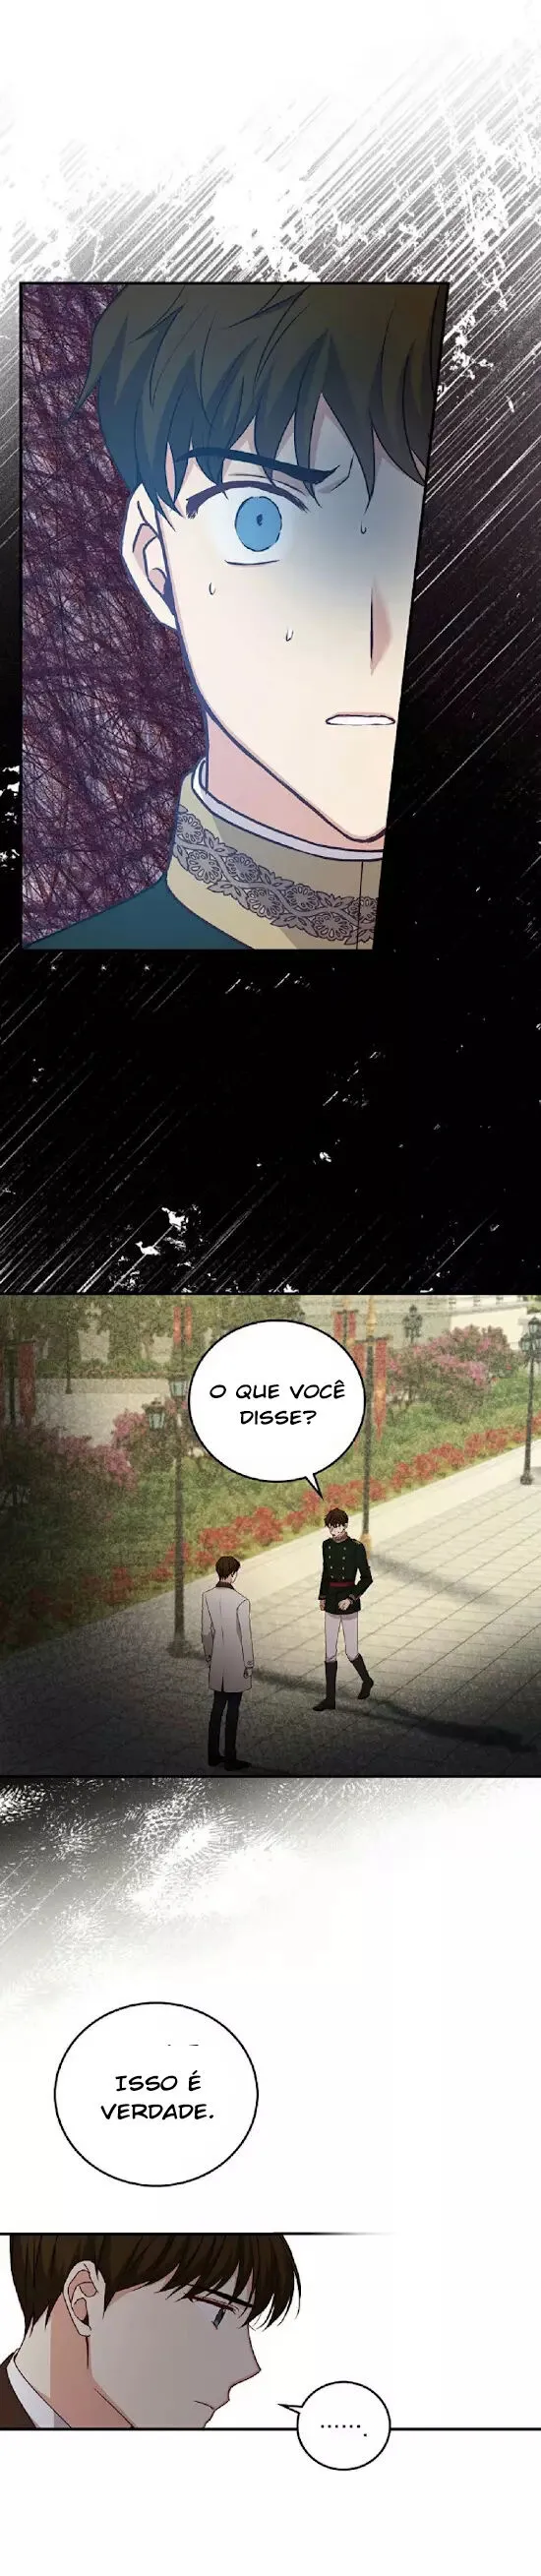 O QUE VOCÊ
DISSE?
ISSO É
VERDADE.
.......